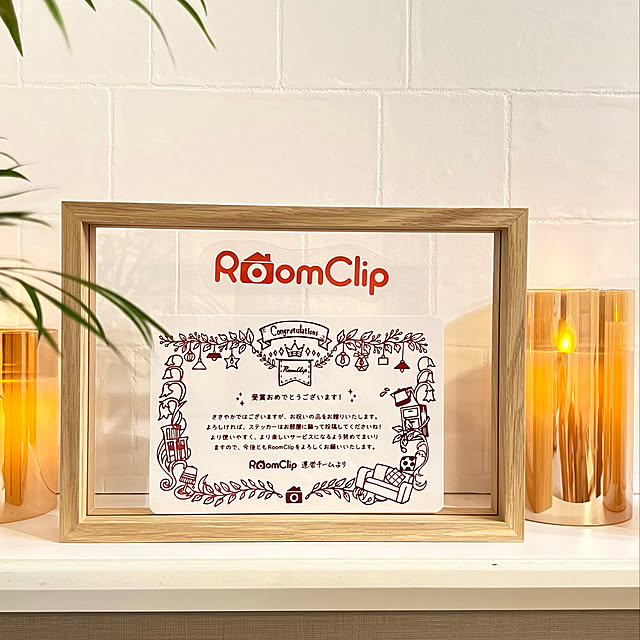 RoomClip
Congratulations
RoomClip
受賞おめでとうございます！
ささやかではございますが、お祝いの品をお贈りいたします。
よろしければ、ステッカーはお部屋に飾って投稿してくださいね！
より使いやすく、より楽しいサービスになるよう努めてまいり
ますので、今後ともRoomClipをよろしくお願いいたします。
RoomClip 運営チームより